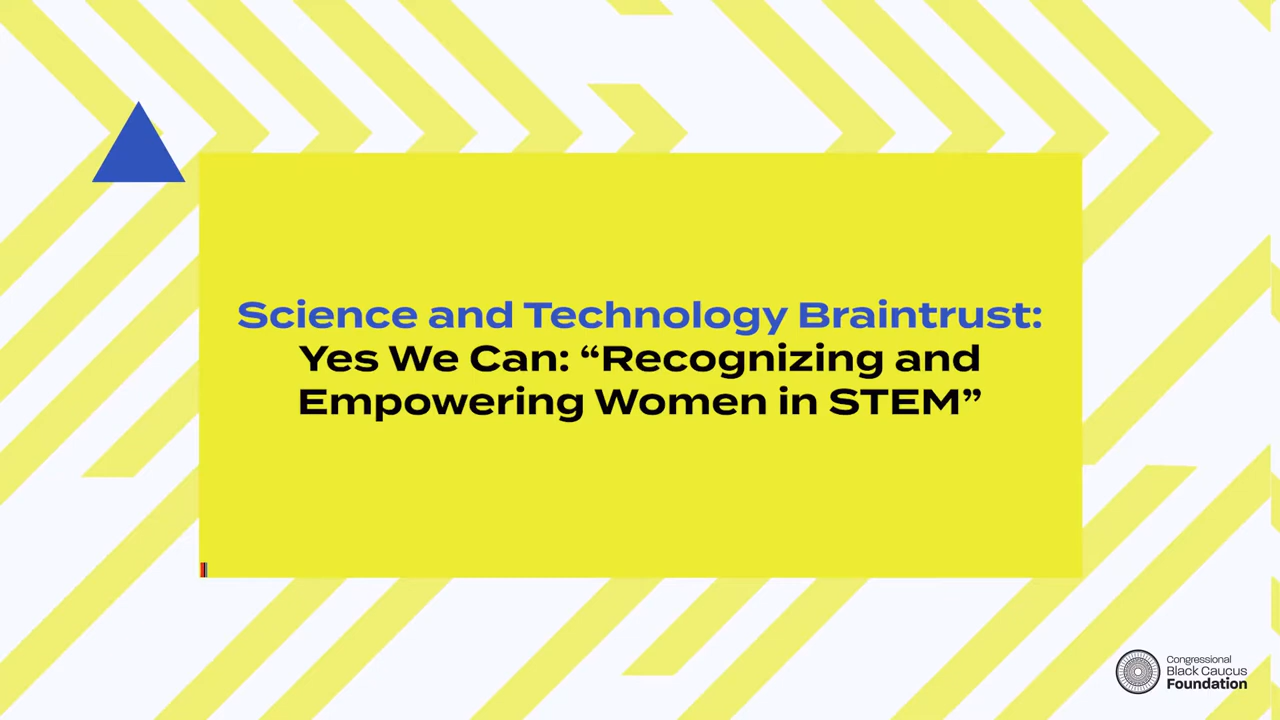 Science and Technology Braintrust:
Yes We Can: “Recognizing and
Empowering Women in STEM”
Congressional
Black Caucus
Foundation